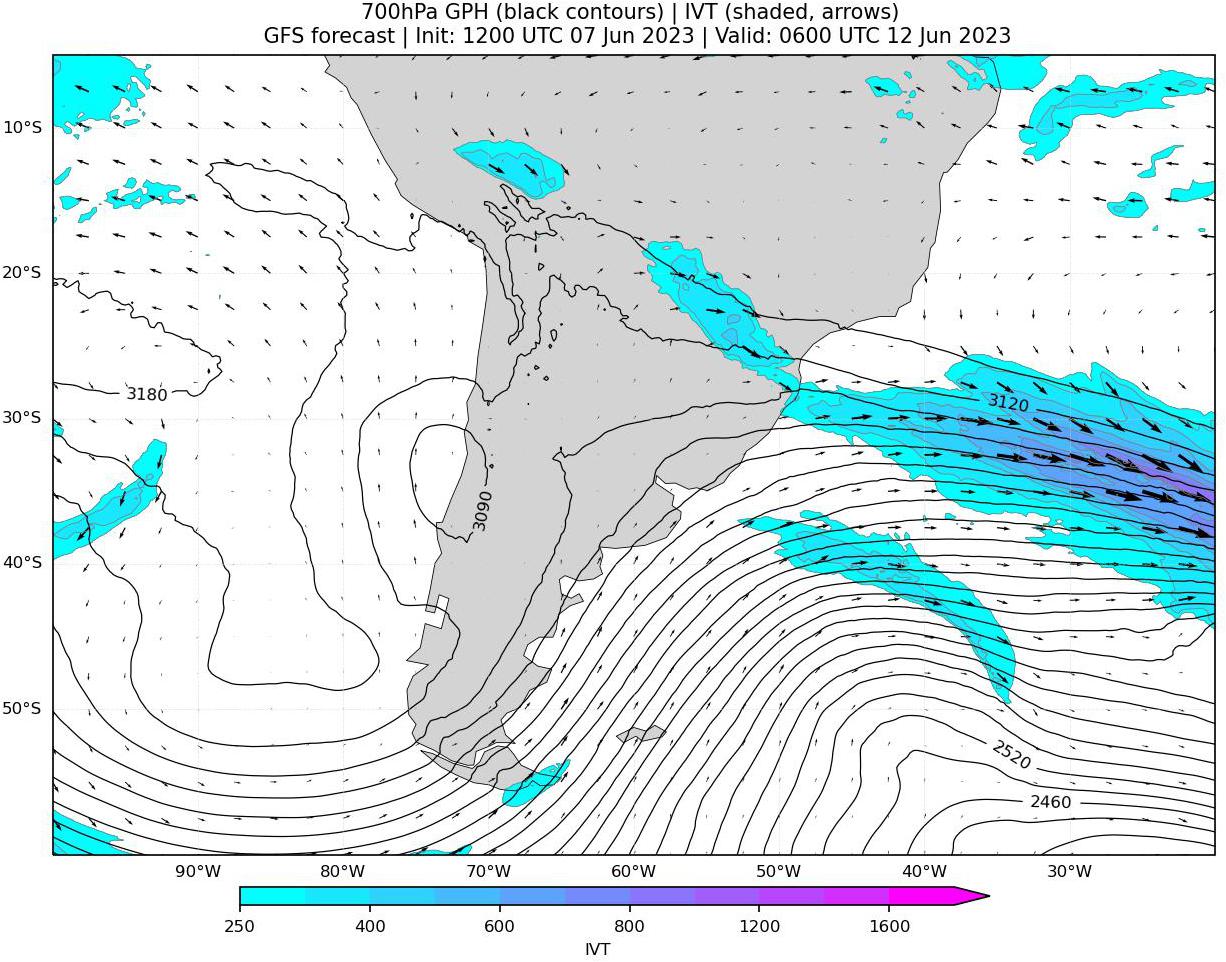 700hPa GPH (black contours) | IVT (shaded, arrows)
GFS forecast | Init: 1200 UTC 07 Jun 2023 | Valid: 0600 UTC 12 Jun 2023
10°S
20°S
3180
30°S
3120
3090
40°S
50°S
2520
2460
90°W 80°W 70°W 60°W 50°W 40°W 30°W
250 400 600 800 1200 1600
IVT